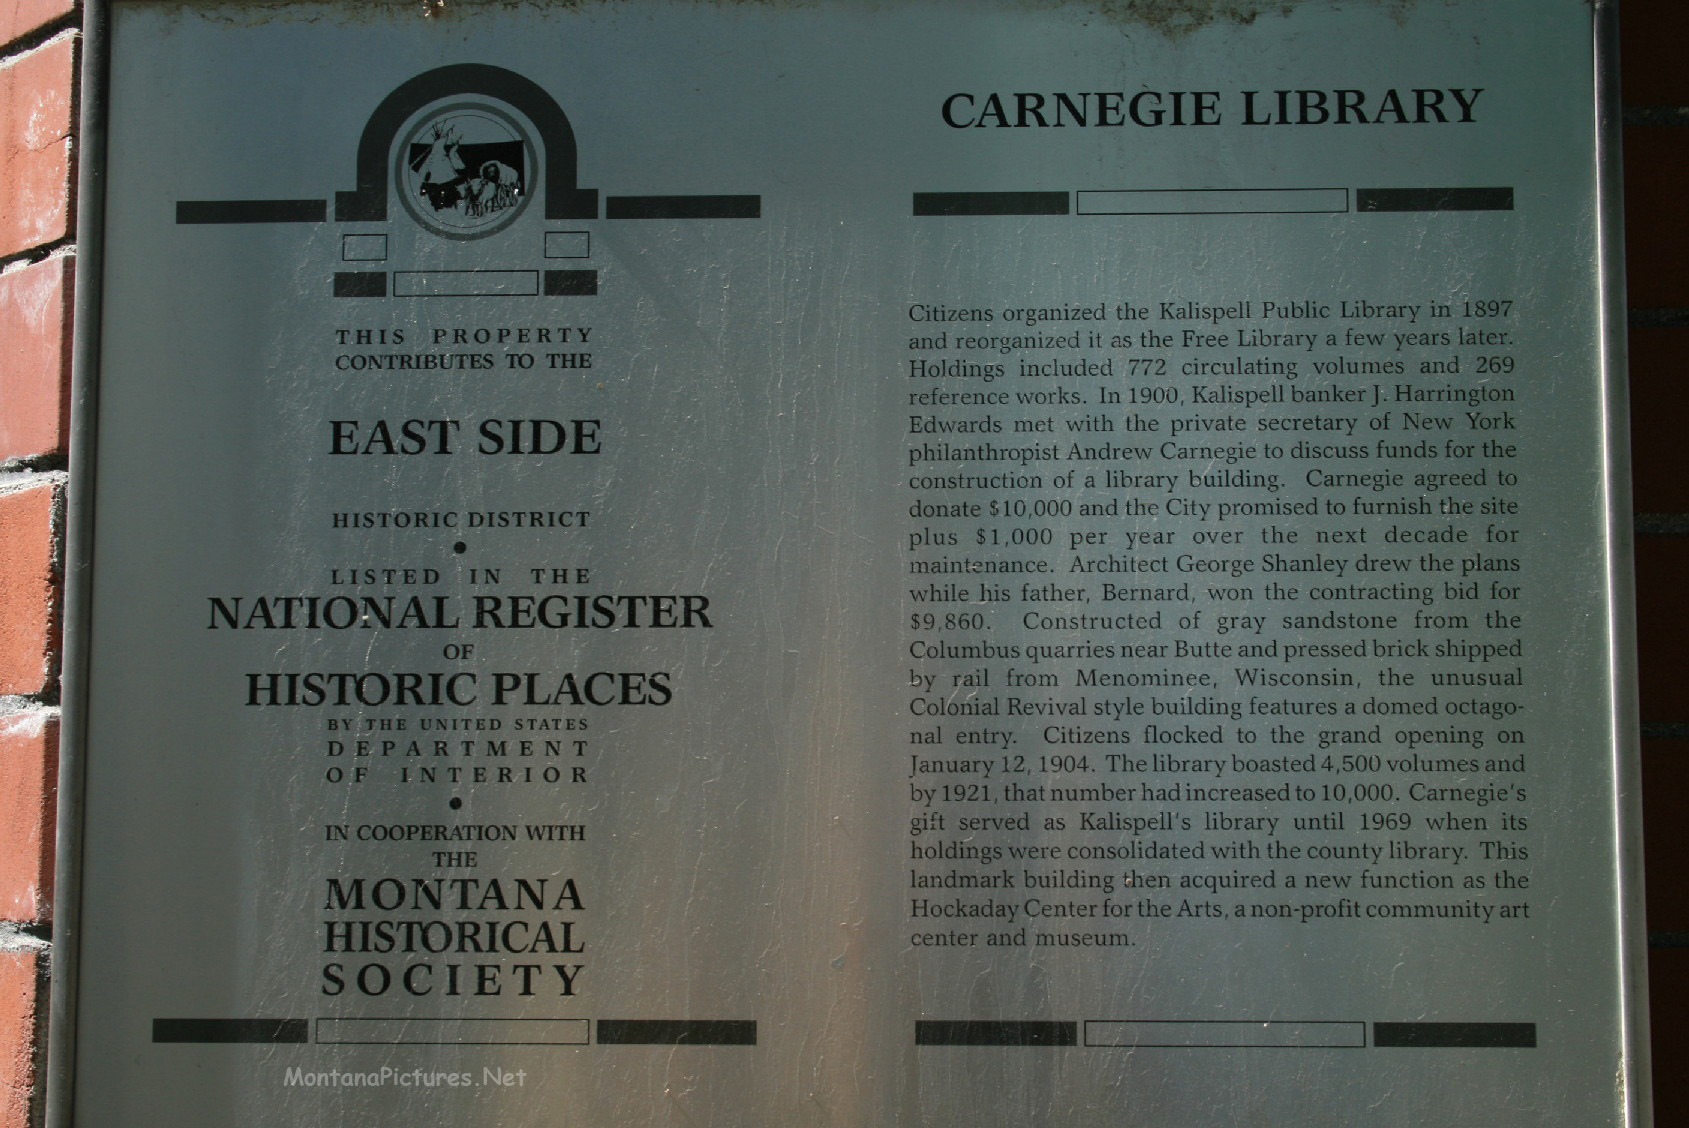 THIS PROPERTY
CONTRIBUTES TO THE
EAST SIDE
HISTORIC DISTRICT
•
LISTED IN THE
NATIONAL REGISTER
OF
HISTORIC PLACES
BY THE UNITED STATES
DEPARTMENT
OF INTERIOR
•
IN COOPERATION WITH
THE
MONTANA
HISTORICAL
SOCIETY
CARNEGIE LIBRARY
Citizens organized the Kalispell Public Library in 1897
and reorganized it as the Free Library a few years later.
Holdings included 772 circulating volumes and 269
reference works. In 1900, Kalispell banker J. Harrington
Edwards met with the private secretary of New York
philanthropist Andrew Carnegie to discuss funds for the
construction of a library building. Carnegie agreed to
donate $10,000 and the City promised to furnish the site
plus $1,000 per year over the next decade for
maintenance. Architect George Shanley drew the plans
while his father, Bernard, won the contracting bid for
$9,860. Constructed of gray sandstone from the
Columbus quarries near Butte and pressed brick shipped
by rail from Menominee, Wisconsin, the unusual
Colonial Revival style building features a domed octago-
nal entry. Citizens flocked to the grand opening on
January 12, 1904. The library boasted 4,500 volumes and
by 1921, that number had increased to 10,000. Carnegie's
gift served as Kalispell's library until 1969 when its
holdings were consolidated with the county library. This
landmark building then acquired a new function as the
Hockaday Center for the Arts, a non-profit community art
center and museum.
MontanaPictures.Net